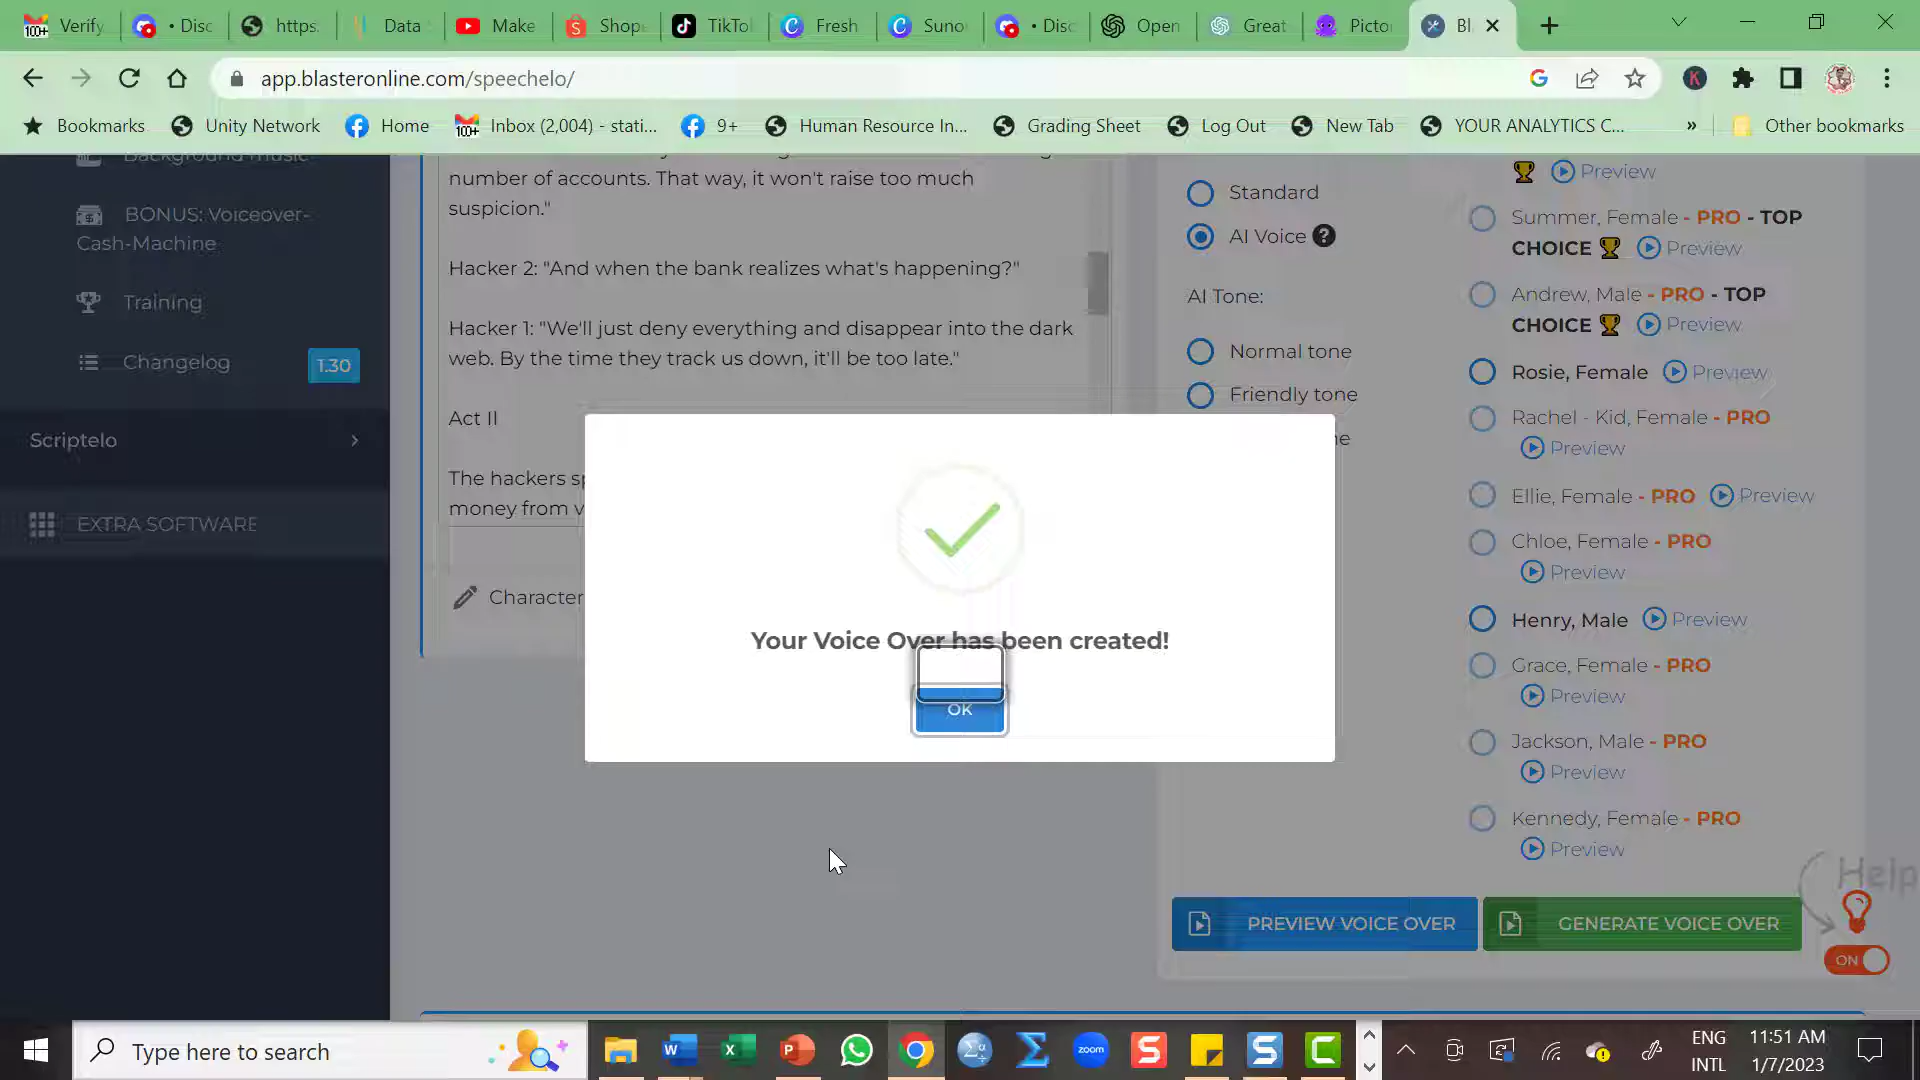 Verify
• Disc
https:
Data
Make
Shop
TikTo
Fresh
Suno
• Disc
Open
Great
Picto
Bl
app.blasteronline.com/speechelo/
Bookmarks
Unity Network
Home
Inbox (2,004) - stati...
9+
Human Resource In...
Grading Sheet
Log Out
New Tab
YOUR ANALYTICS C...
»
Other bookmarks
Background music
BONUS: Voiceover-
Cash-Machine
Training
Changelog
1.30
Scriptelo
EXTRA SOFTWARE
number of accounts. That way, it won't raise too much
suspicion."
Hacker 2: "And when the bank realizes what's happening?"
Hacker 1: "We'll just deny everything and disappear into the dark
web. By the time they track us down, it'll be too late."
Act II
The hackers sp
money from v
Character
Your Voice Over has been created!
OK
Standard
AI Voice
AI Tone:
Normal tone
Friendly tone
ne
Preview
Summer, Female - PRO - TOP
CHOICE Preview
Andrew, Male - PRO - TOP
CHOICE Preview
Rosie, Female Preview
Rachel - Kid, Female - PRO
Preview
Ellie, Female - PRO Preview
Chloe, Female - PRO
Preview
Henry, Male Preview
Grace, Female - PRO
Preview
Jackson, Male - PRO
Preview
Kennedy, Female - PRO
Preview
PREVIEW VOICE OVER
GENERATE VOICE OVER
Help
ON
Type here to search
zoom
ENG
INTL
11:51 AM
1/7/2023